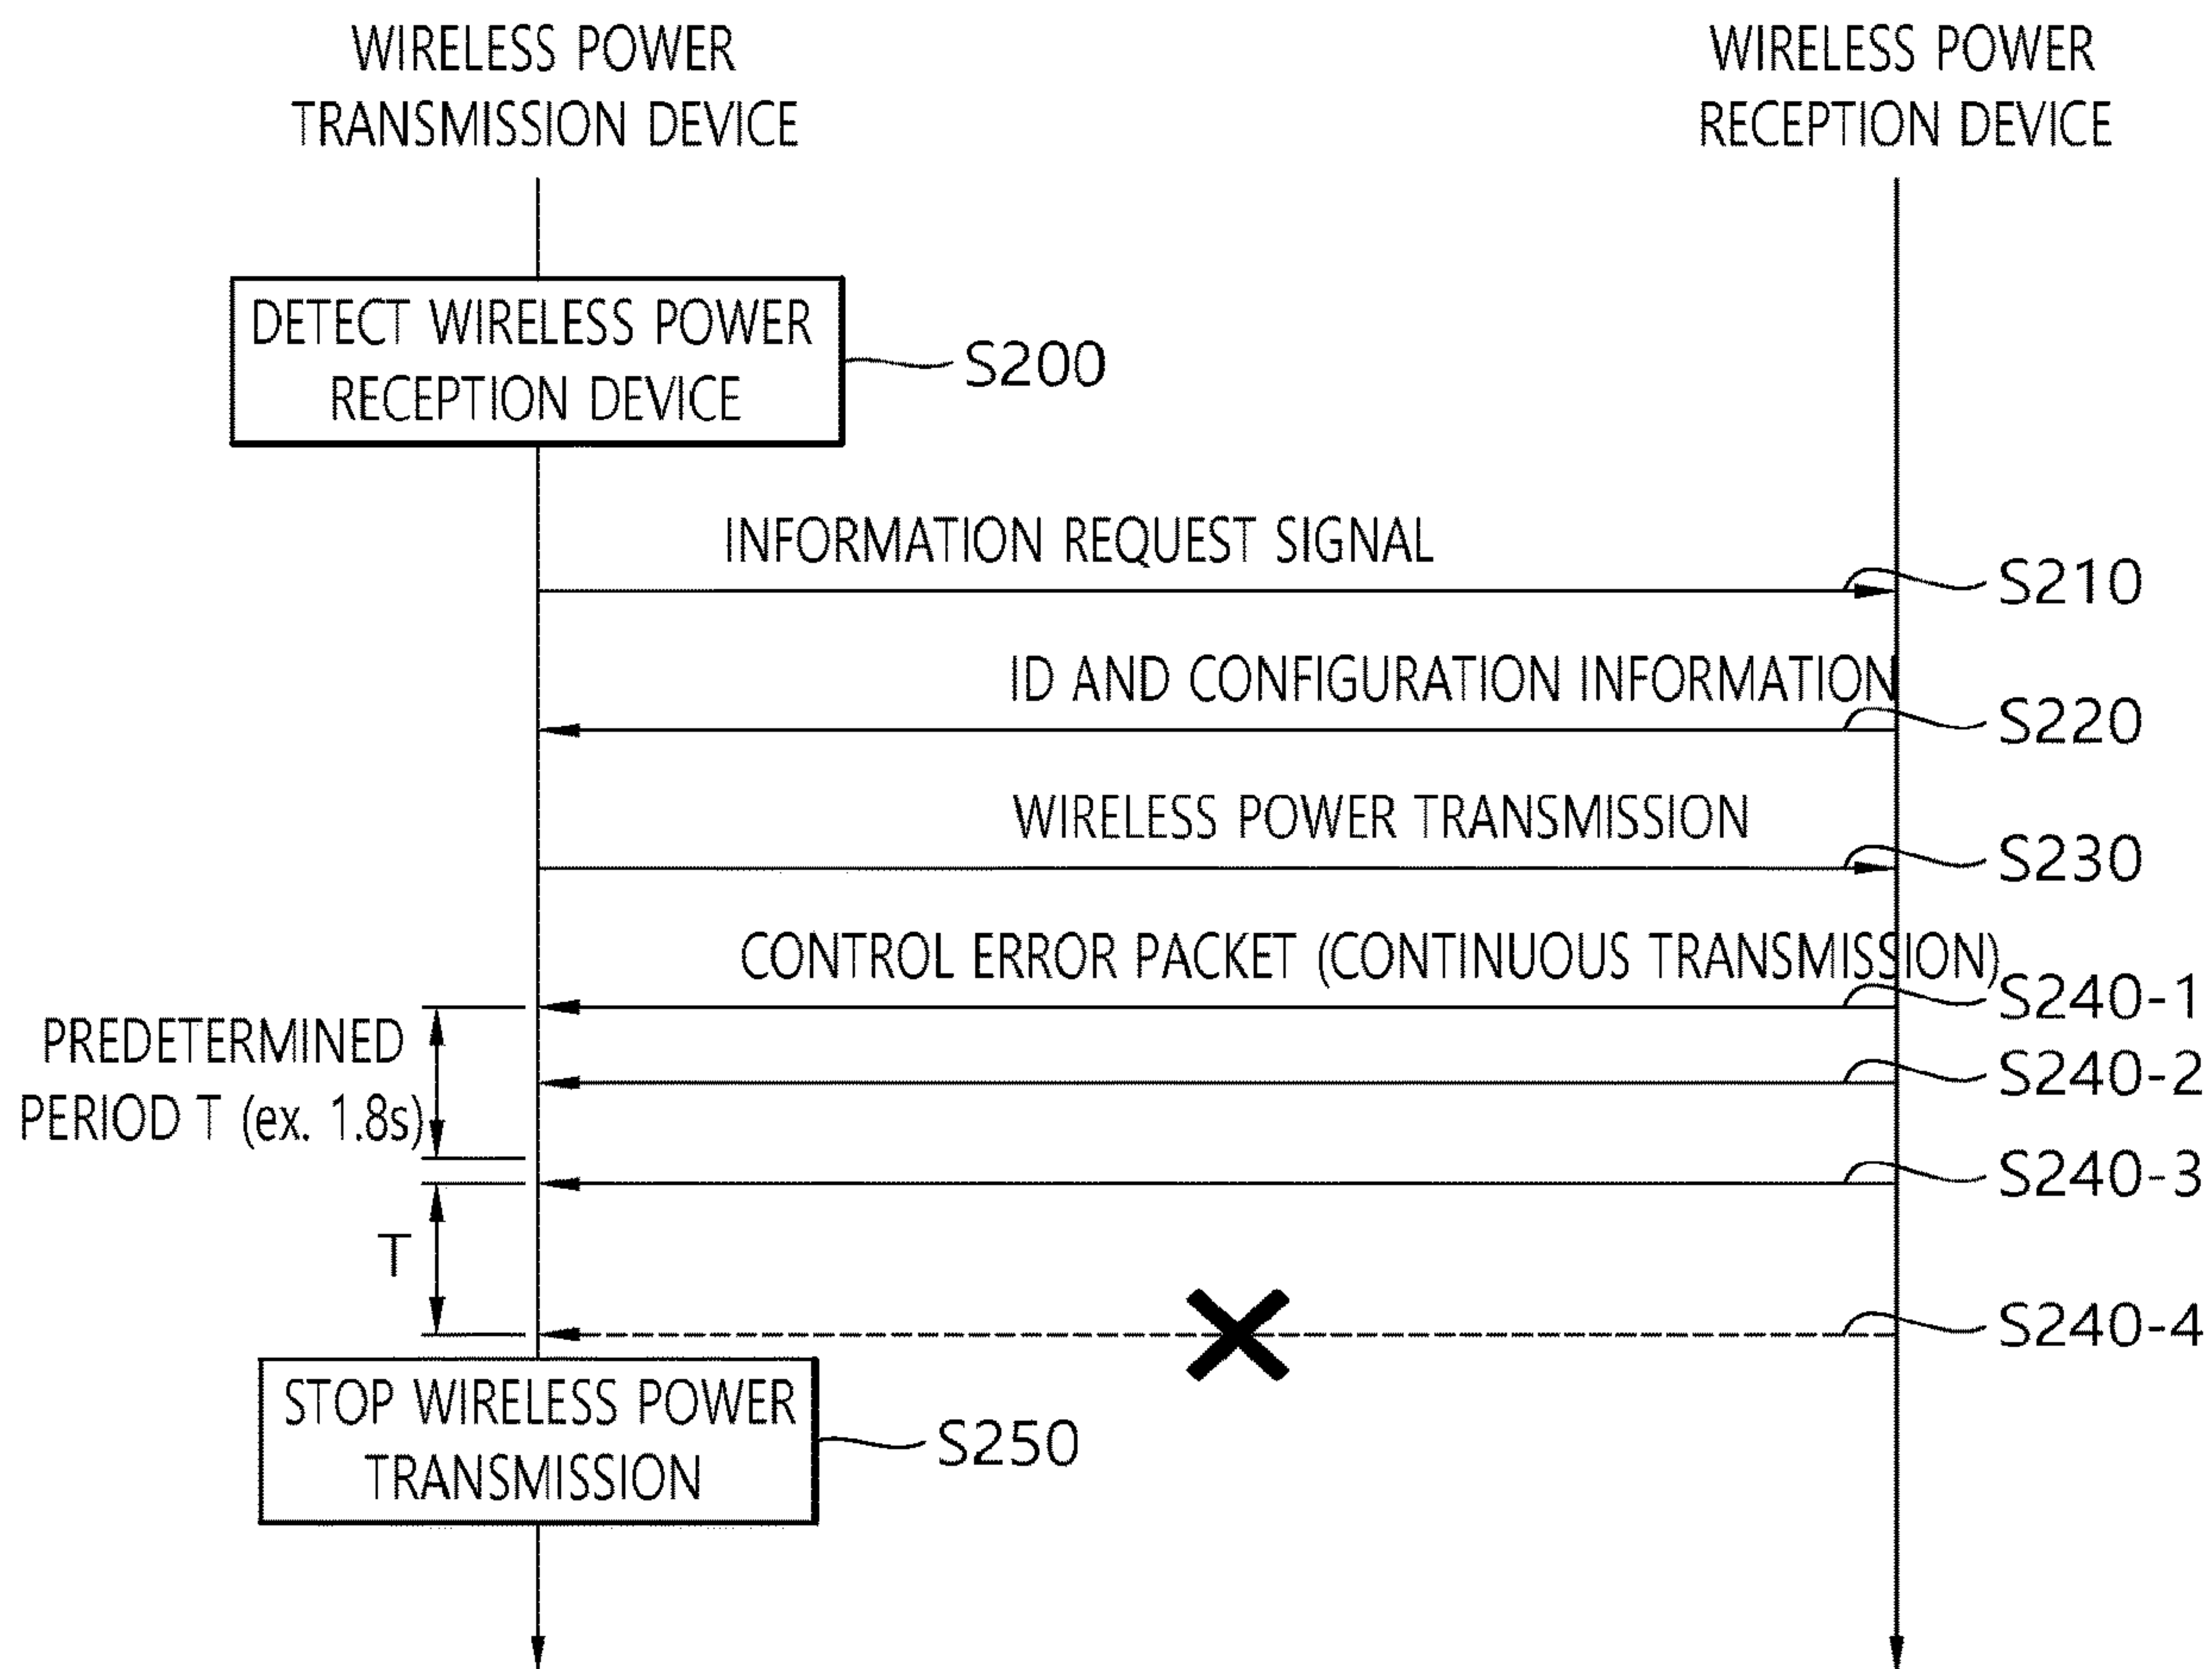 WIRELESS POWER
TRANSMISSION DEVICE
WIRELESS POWER
RECEPTION DEVICE
DETECT WIRELESS POWER
RECEPTION DEVICE
S200
INFORMATION REQUEST SIGNAL
S210
ID AND CONFIGURATION INFORMATION
S220
WIRELESS POWER TRANSMISSION
S230
CONTROL ERROR PACKET (CONTINUOUS TRANSMISSION)
S240-1
PREDETERMINED
PERIOD T (ex. 1.8s)
S240-2
S240-3
T
S240-4
STOP WIRELESS POWER
TRANSMISSION
S250